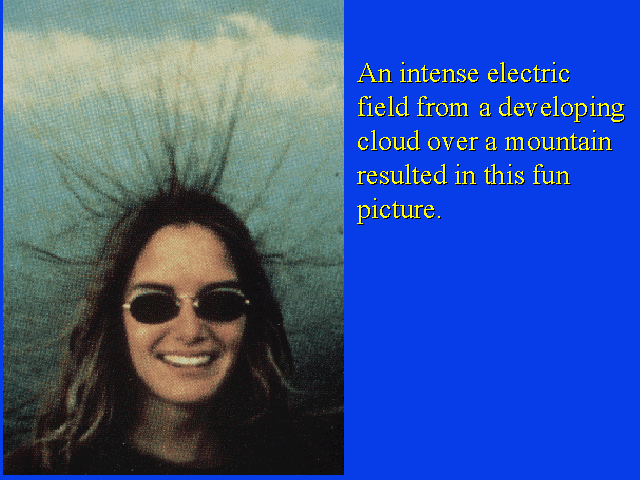 An intense electric
field from a developing
cloud over a mountain
resulted in this fun
picture.